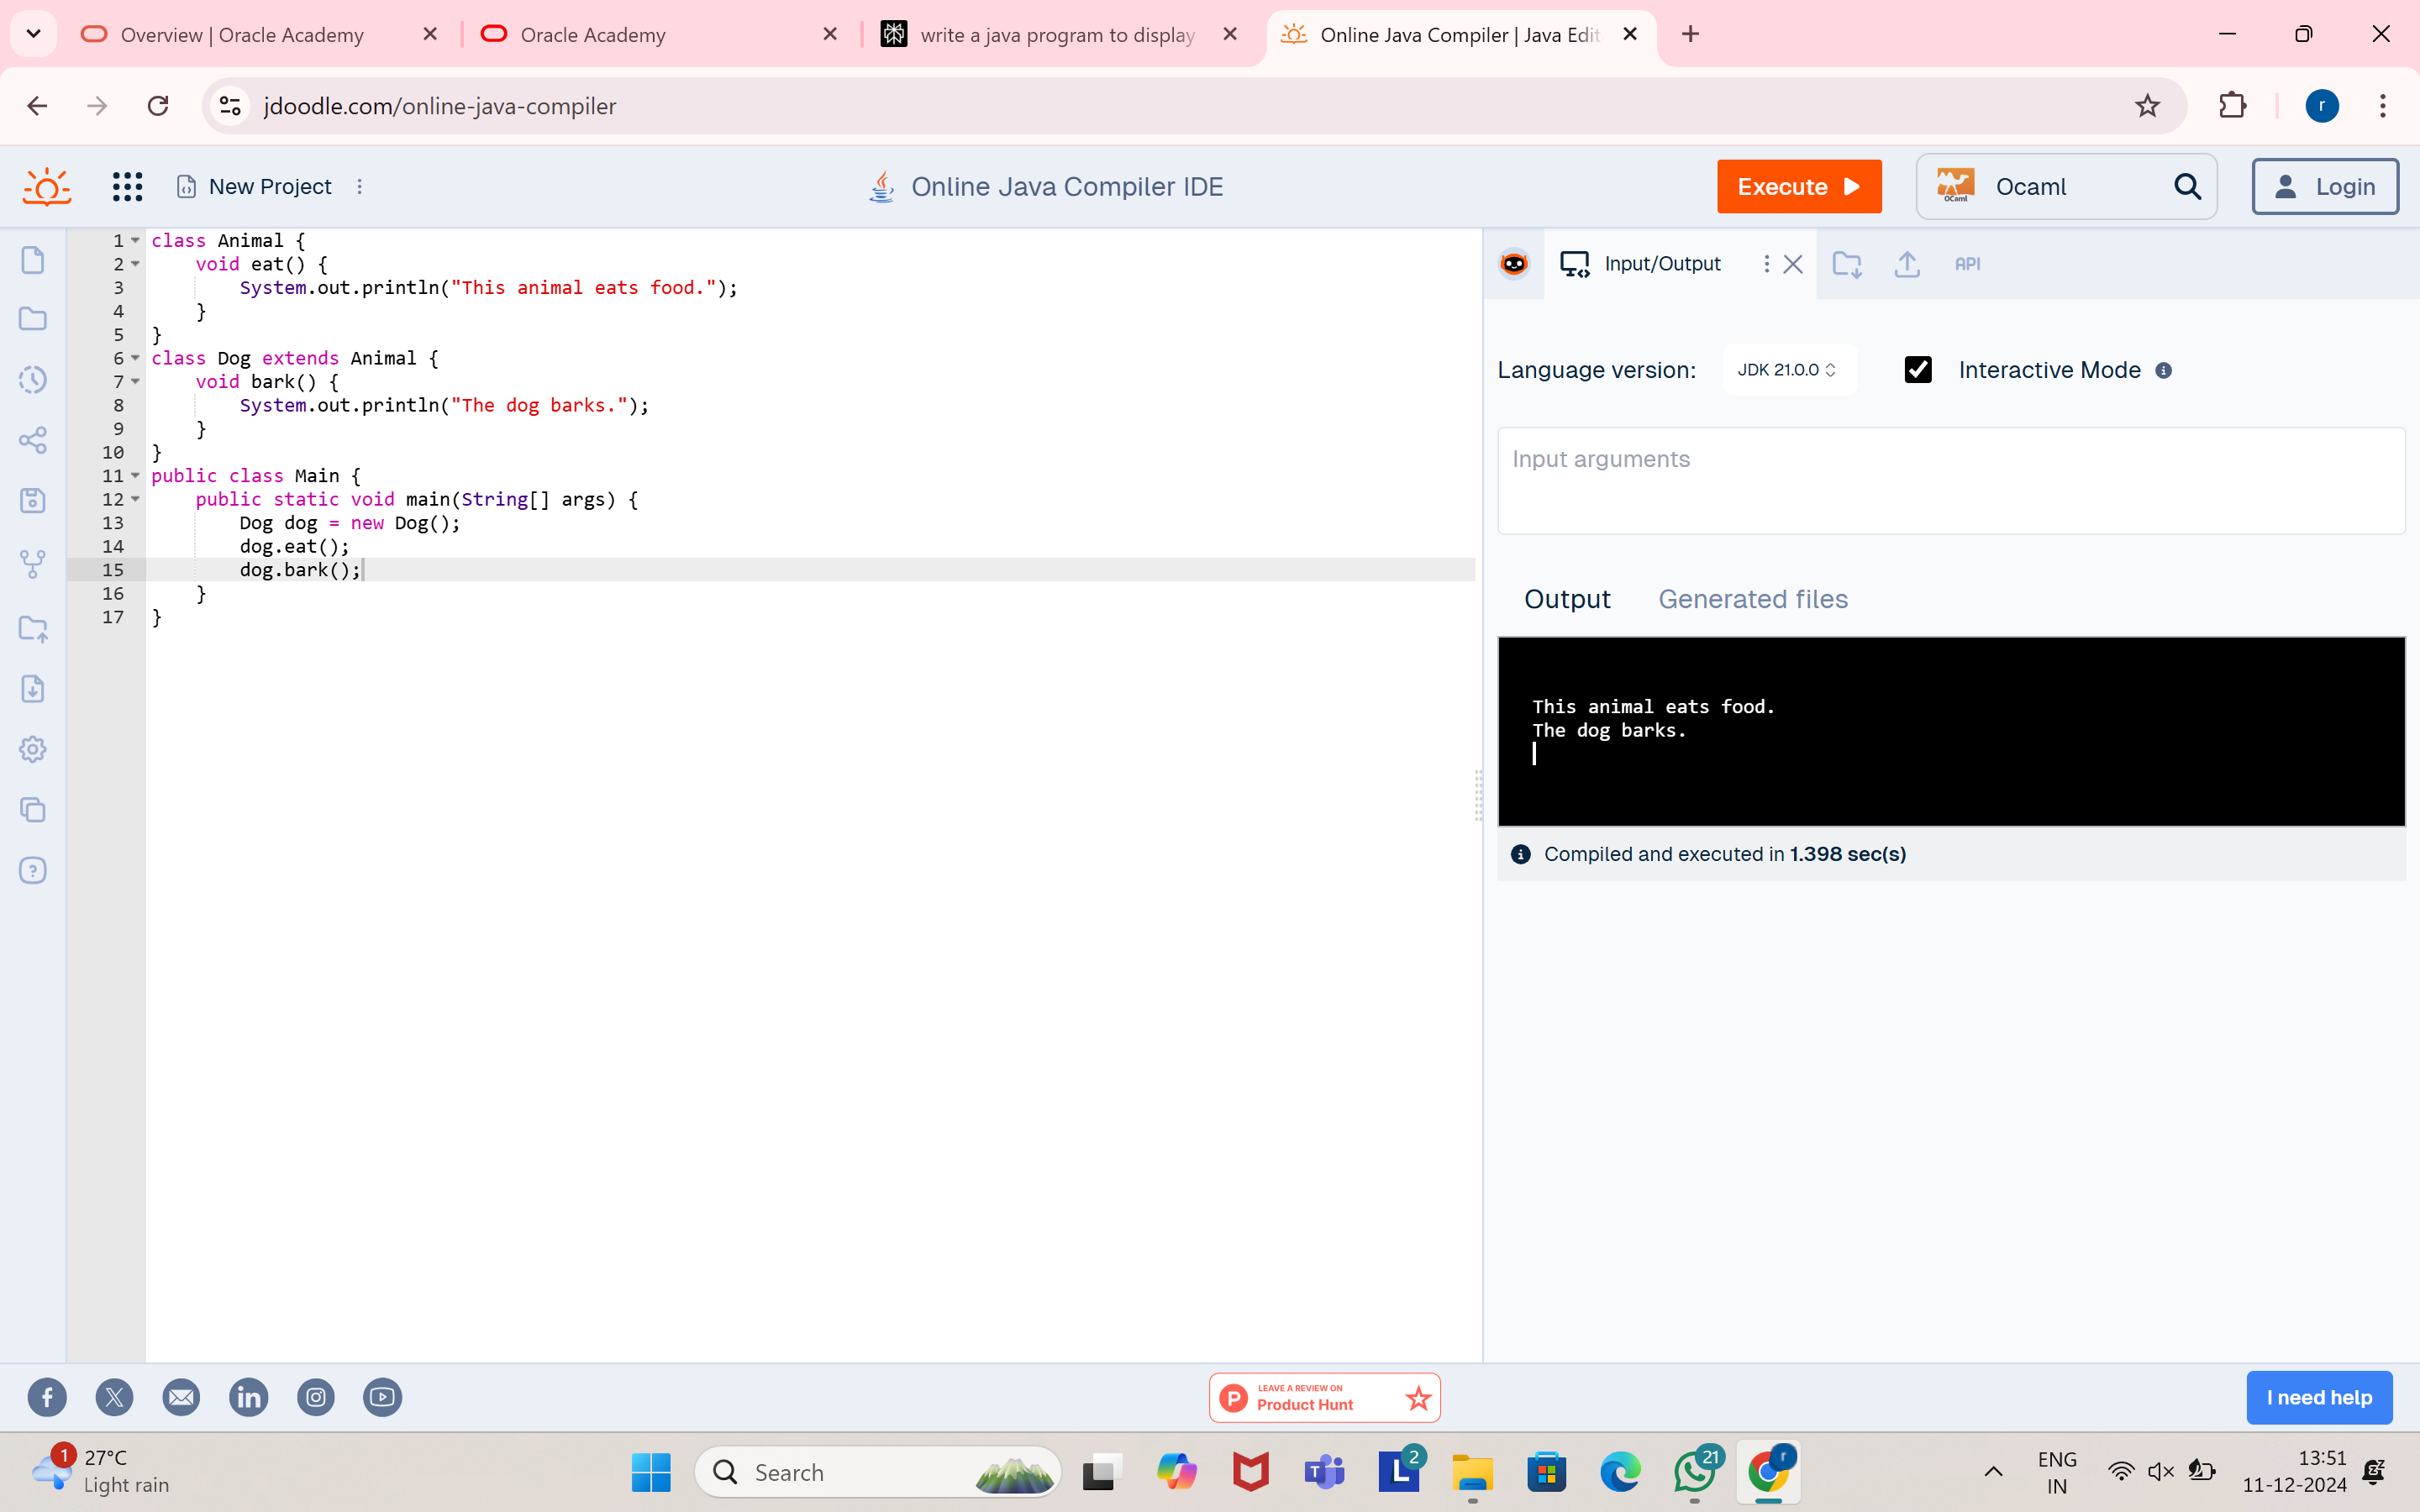 Overview | Oracle Academy
Oracle Academy
write a java program to display
Online Java Compiler | Java Edit
jdoodle.com/online-java-compiler
r
New Project
Online Java Compiler IDE
Execute
OCaml
Ocaml
Login
1 class Animal {
2     void eat() {
3         System.out.println("This animal eats food.");
4     }
5 }
6 class Dog extends Animal {
7     void bark() {
8         System.out.println("The dog barks.");
9     }
10 }
11 public class Main {
12     public static void main(String[] args) {
13         Dog dog = new Dog();
14         dog.eat();
15         dog.bark();
16     }
17 }
Input/Output
API
Language version:
JDK 21.0.0
Interactive Mode
Input arguments
Output
Generated files
This animal eats food.
The dog barks.
Compiled and executed in 1.398 sec(s)
LEAVE A REVIEW ON
Product Hunt
I need help
1
27°C
Light rain
Search
T
L
2
21
r
ENG
IN
13:51
11-12-2024